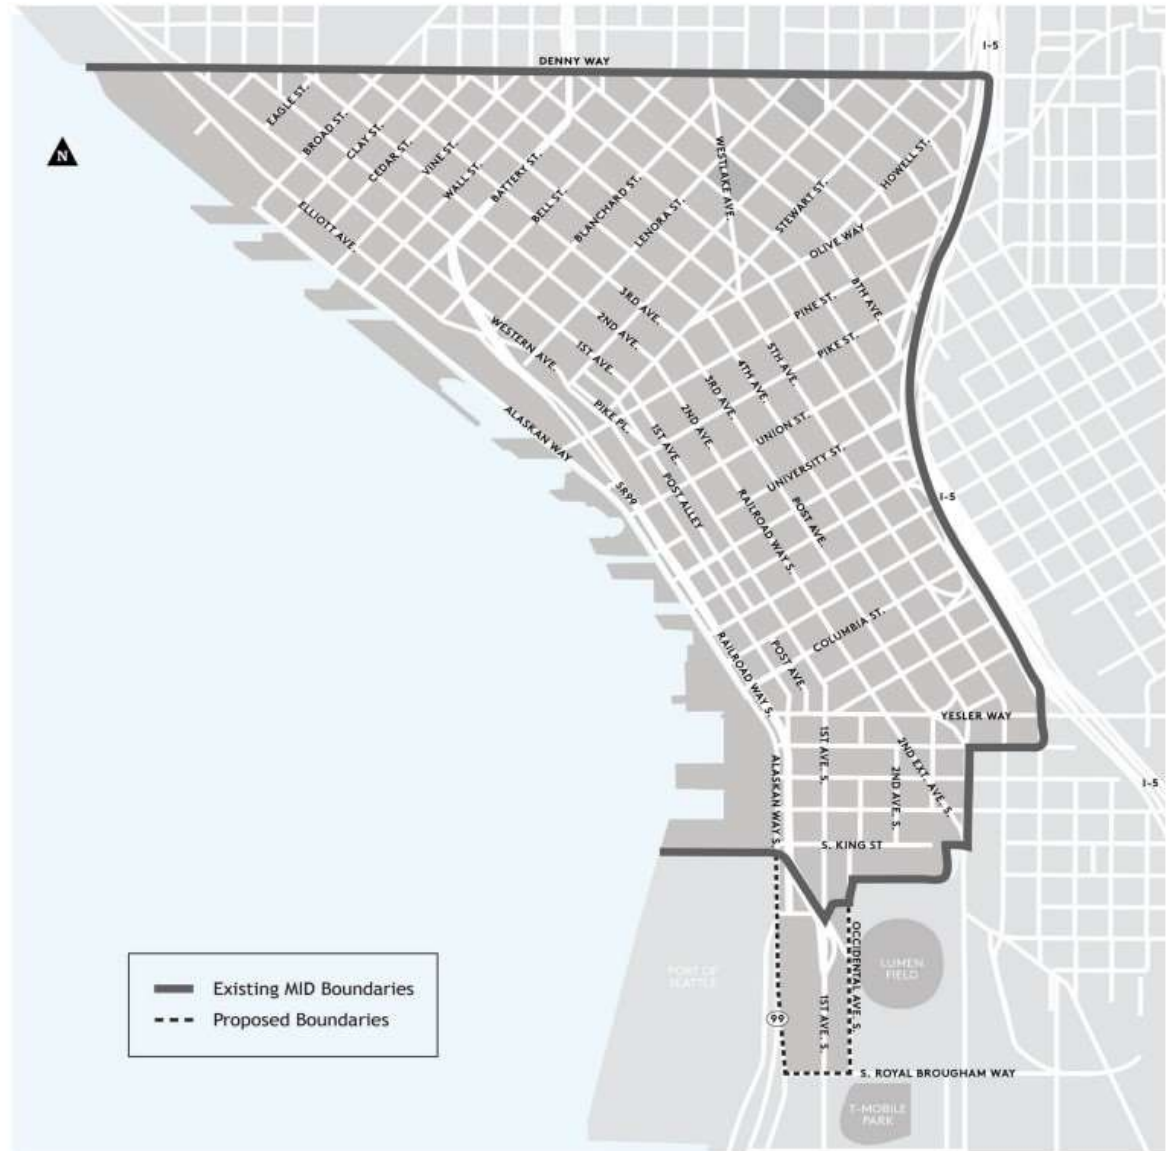 I-5
DENNY WAY
N
EAGLE ST.
BROAD ST.
CLAY ST.
CEDAR ST.
VINE ST.
WALL ST.
BATTERY ST.
BELL ST.
BLANCHARD ST.
LENORA ST.
WESTLAKE AVE.
STEWART ST.
HOWELL ST.
OLIVE WAY
ELLIOTT AVE.
8TH AVE.
PINE ST.
PIKE ST.
3RD AVE.
2ND AVE.
1ST AVE.
WESTERN AVE.
5TH AVE.
4TH AVE.
3RD AVE.
2ND AVE.
1ST AVE.
PIKE PL.
ALASKAN WAY
UNION ST.
UNIVERSITY ST.
SR99
POST ALLEY
RAILROAD WAY S.
POST AVE.
I-5
COLUMBIA ST.
RAILROAD WAY S.
POST AVE.
YESLER WAY
1ST AVE. S.
2ND EXT. AVE. S.
2ND AVE. S.
ALASKAN WAY S.
I-5
S. KING ST
OCCIDENTAL AVE. S.
LUMEN
FIELD
PORT OF
SEATTLE
Existing MID Boundaries
Proposed Boundaries
99
1ST AVE. S.
S. ROYAL BROUGHAM WAY
T-MOBILE
PARK